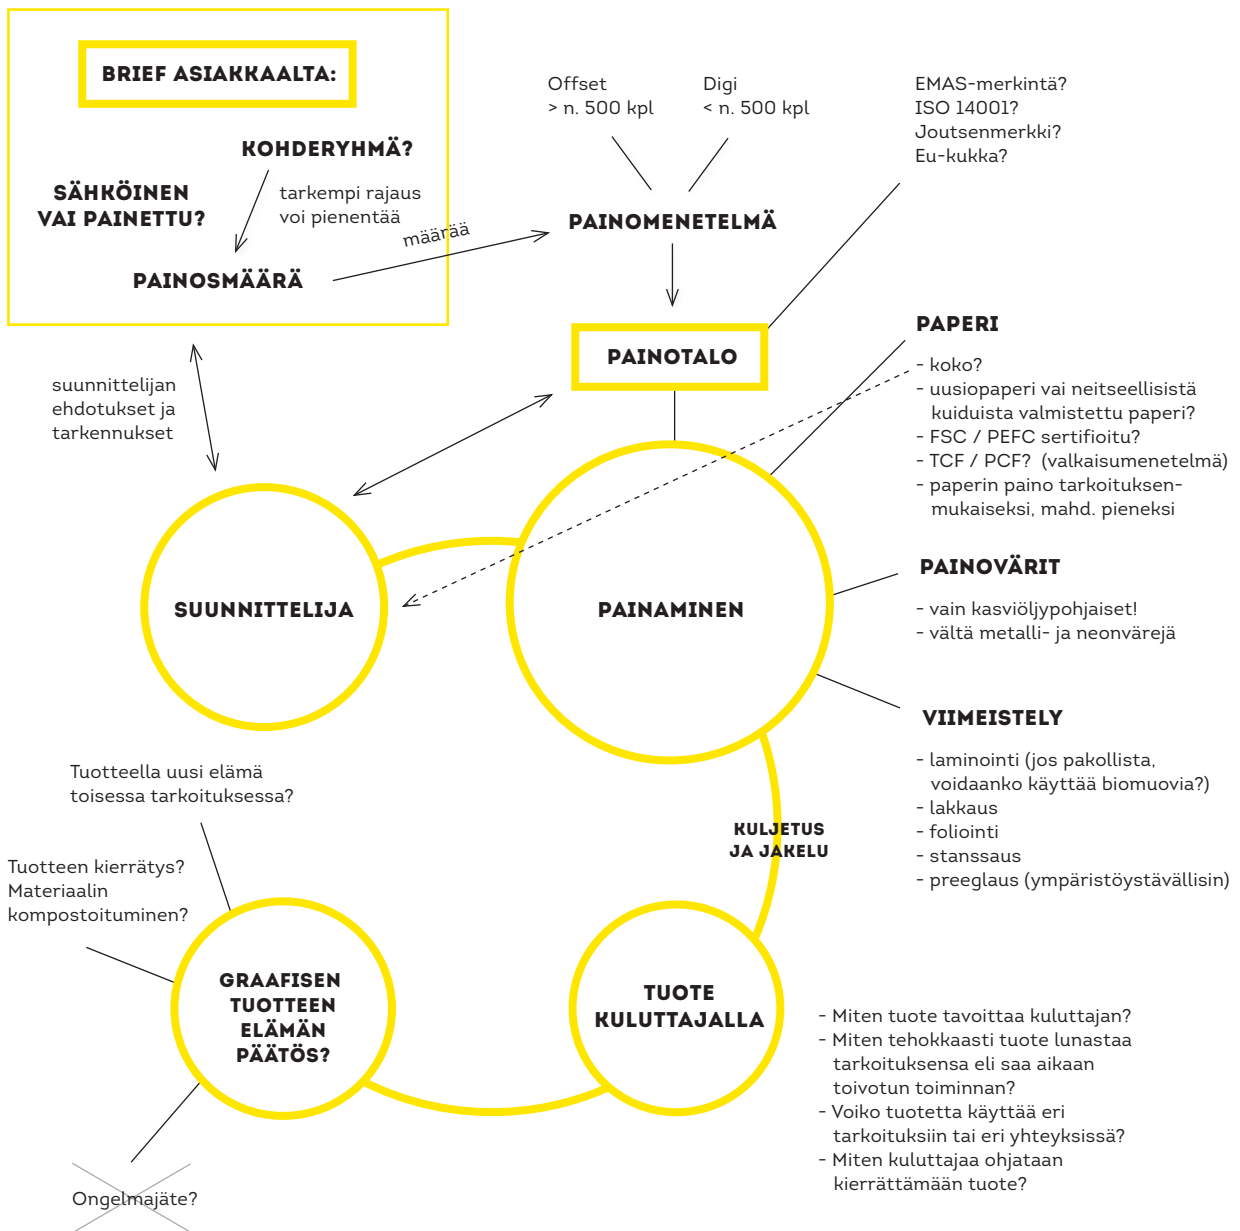 BRIEF ASIAKKAALTA:
KOHDERYHMÄ?
SÄHKÖINEN
VAI PAINETTU?
tarkempi rajaus
voi pienentää
PAINOSMÄÄRÄ
määrää
Offset
> n. 500 kpl
Digi
< n. 500 kpl
PAINOMENETELMÄ
EMAS-merkintä?
ISO 14001?
Joutsenmerkki?
Eu-kukka?
PAINOTALO
suunnittelijan
ehdotukset ja
tarkennukset
PAPERI
- koko?
- uusiopaperi vai neitseellisistä
kuiduista valmistettu paperi?
- FSC / PEFC sertifioitu?
- TCF / PCF? (valkaisumenetelmä)
- paperin paino tarkoituksen-
mukaiseksi, mahd. pieneksi
SUUNNITTELIJA
PAINAMINEN
PAINOVÄRIT
- vain kasviöljypohjaiset!
- vältä metalli- ja neonvärejä
VIIMEISTELY
- laminointi (jos pakollista,
voidaanko käyttää biomuovia?)
- lakkaus
- foliointi
- stanssaus
- preeglaus (ympäristöystävällisin)
KULJETUS
JA JAKELU
Tuotteella uusi elämä
toisessa tarkoituksessa?
Tuotteen kierrätys?
Materiaalin
kompostoituminen?
GRAAFISEN
TUOTTEEN
ELÄMÄN
PÄÄTÖS?
Ongelmajäte?
TUOTE
KULUTTAJALLA
- Miten tuote tavoittaa kuluttajan?
- Miten tehokkaasti tuote lunastaa
tarkoituksensa eli saa aikaan
toivotun toiminnan?
- Voiko tuotetta käyttää eri
tarkoituksiin tai eri yhteyksissä?
- Miten kuluttajaa ohjataan
kierrättämään tuote?